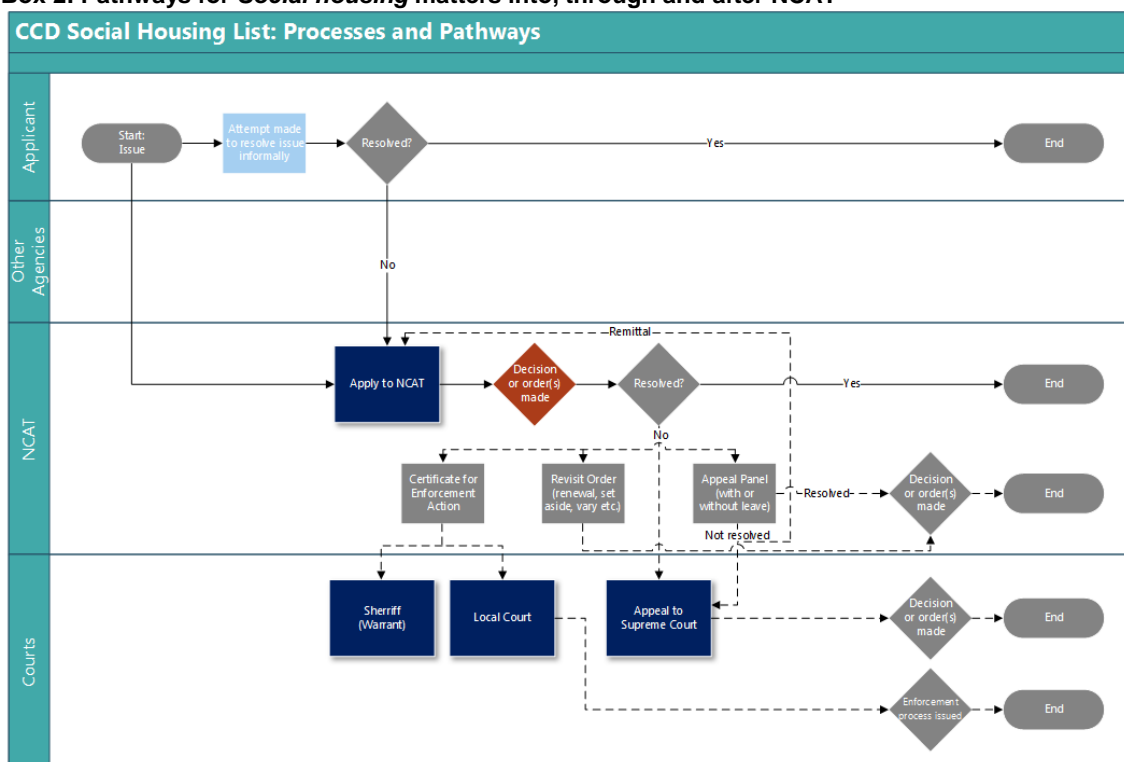 Box 2: Pathways for Social housing matters into, through and after NCAT
CCD Social Housing List: Processes and Pathways
Applicant
Start:
Issue
Attempt made
to resolve issue
informally
Resolved?
Yes
End
Other
Agencies
No
NCAT
Remittal
Apply to NCAT
Decision
or order(s)
made
Resolved?
Yes
End
No
Certificate for
Enforcement
Action
Revisit Order
(renewal, set
aside, vary etc.)
Appeal Panel
(with or
without leave)
Resolved
Decision
or order(s)
made
End
Not resolved
Courts
Sherriff
(Warrant)
Local Court
Appeal to
Supreme Court
Decision
or order(s)
made
End
Enforcement
process issued
End